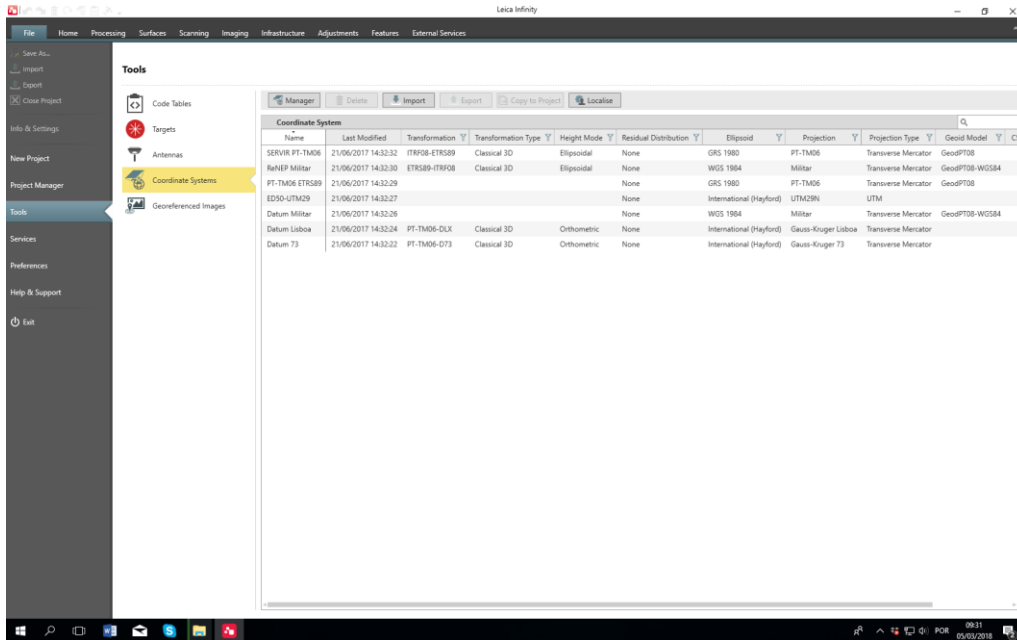 Leica Infinity
File Home Processing Surfaces Scanning Imaging Infrastructure Adjustments Features External Services
Save As...
Import
Export
Close Project
Info & Settings
New Project
Project Manager
Tools
Services
Preferences
Help & Support
Exit
Tools
Code Tables
Targets
Antennas
Coordinate Systems
Georeferenced Images
Manager Delete Import Export Copy to Project Localise
Coordinate System
Name Last Modified Transformation Transformation Type Height Mode Residual Distribution Ellipsoid Projection Projection Type Geoid Model C
SERVIR PT-TM06 21/06/2017 14:32:32 ITRF08-ETRS89 Classical 3D Ellipsoidal None GRS 1980 PT-TM06 Transverse Mercator GeodPT08
ReNEP Militar 21/06/2017 14:32:30 ETRS89-ITRF08 Classical 3D Ellipsoidal None WGS 1984 Militar Transverse Mercator GeodPT08-WGS84
PT-TM06 ETRS89 21/06/2017 14:32:29 None GRS 1980 PT-TM06 Transverse Mercator GeodPT08
ED50-UTM29 21/06/2017 14:32:27 None International (Hayford) UTM29N UTM
Datum Militar 21/06/2017 14:32:26 None WGS 1984 Militar Transverse Mercator GeodPT08-WGS84
Datum Lisboa 21/06/2017 14:32:24 PT-TM06-DLX Classical 3D Orthometric None International (Hayford) Gauss-Kruger Lisboa Transverse Mercator
Datum 73 21/06/2017 14:32:22 PT-TM06-D73 Classical 3D Orthometric None International (Hayford) Gauss-Kruger 73 Transverse Mercator
POR
09:31
05/03/2018